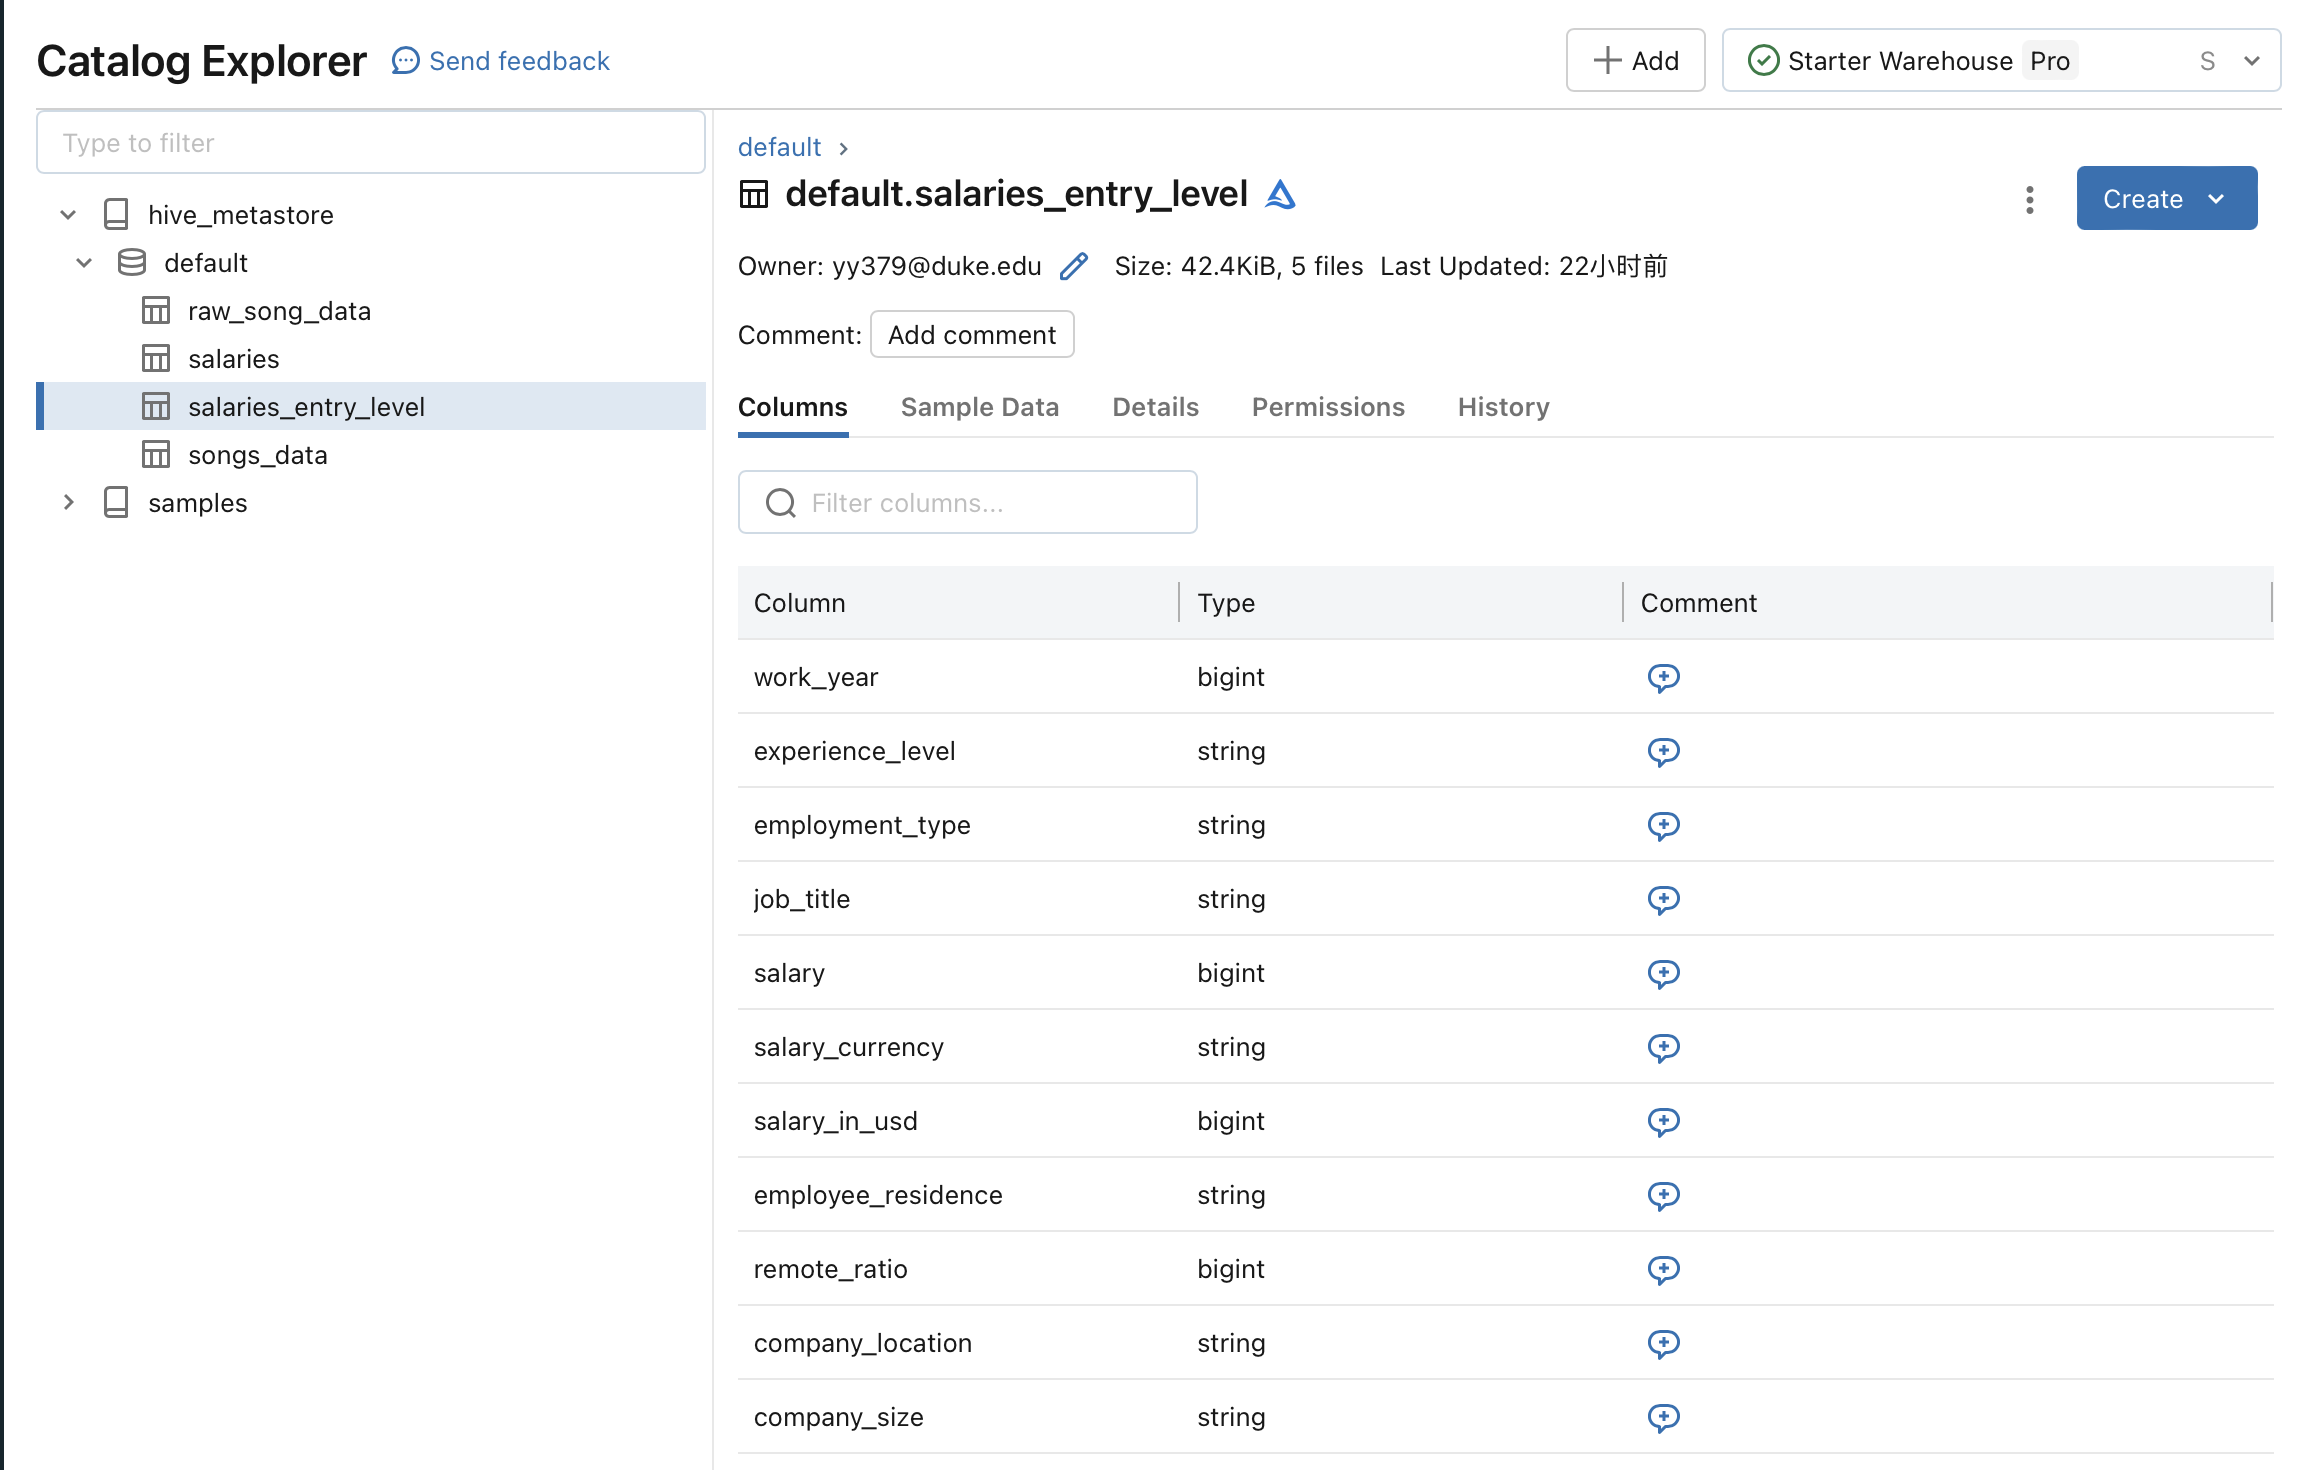 Catalog Explorer Send feedback + Add Starter Warehouse Pro S
Type to filter
hive_metastore
default
raw_song_data
salaries
salaries_entry_level
songs_data
samples
default >
default.salaries_entry_level
Create
Owner: yy379@duke.edu Size: 42.4KiB, 5 files Last Updated: 22小时前
Comment: Add comment
Columns Sample Data Details Permissions History
Filter columns...
Column Type Comment
work_year bigint
experience_level string
employment_type string
job_title string
salary bigint
salary_currency string
salary_in_usd bigint
employee_residence string
remote_ratio bigint
company_location string
company_size string